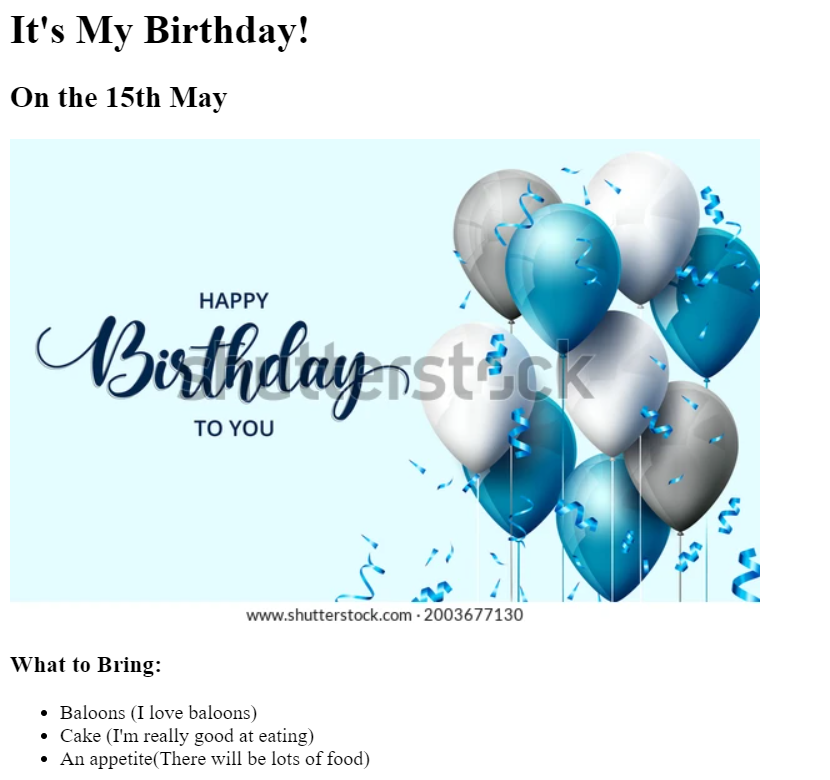 It's My Birthday!
On the 15th May
HAPPY
Birthday
TO YOU
shutterstock
www.shutterstock.com · 2003677130
What to Bring:
Baloons (I love baloons)
Cake (I'm really good at eating)
An appetite(There will be lots of food)